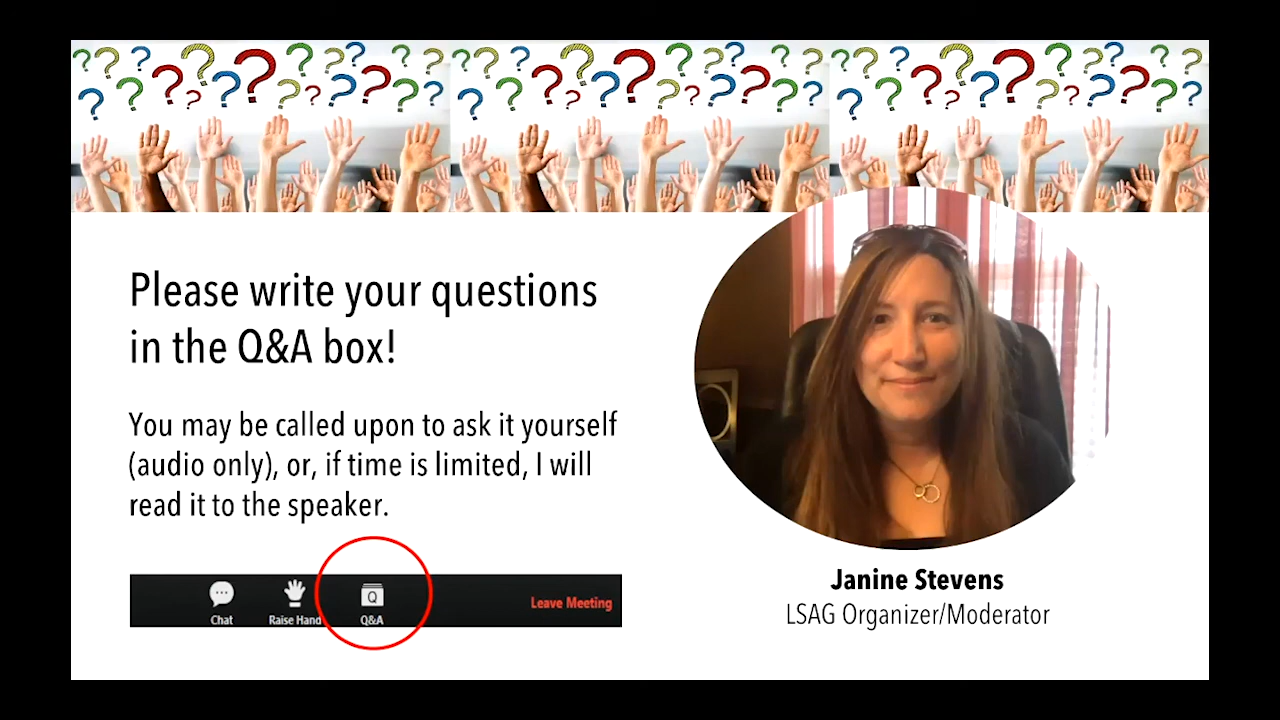 Please write your questions
in the Q&A box!
You may be called upon to ask it yourself
(audio only), or, if time is limited, I will
read it to the speaker.
Chat
Raise Hand
Q
Q&A
Leave Meeting
Janine Stevens
LSAG Organizer/Moderator